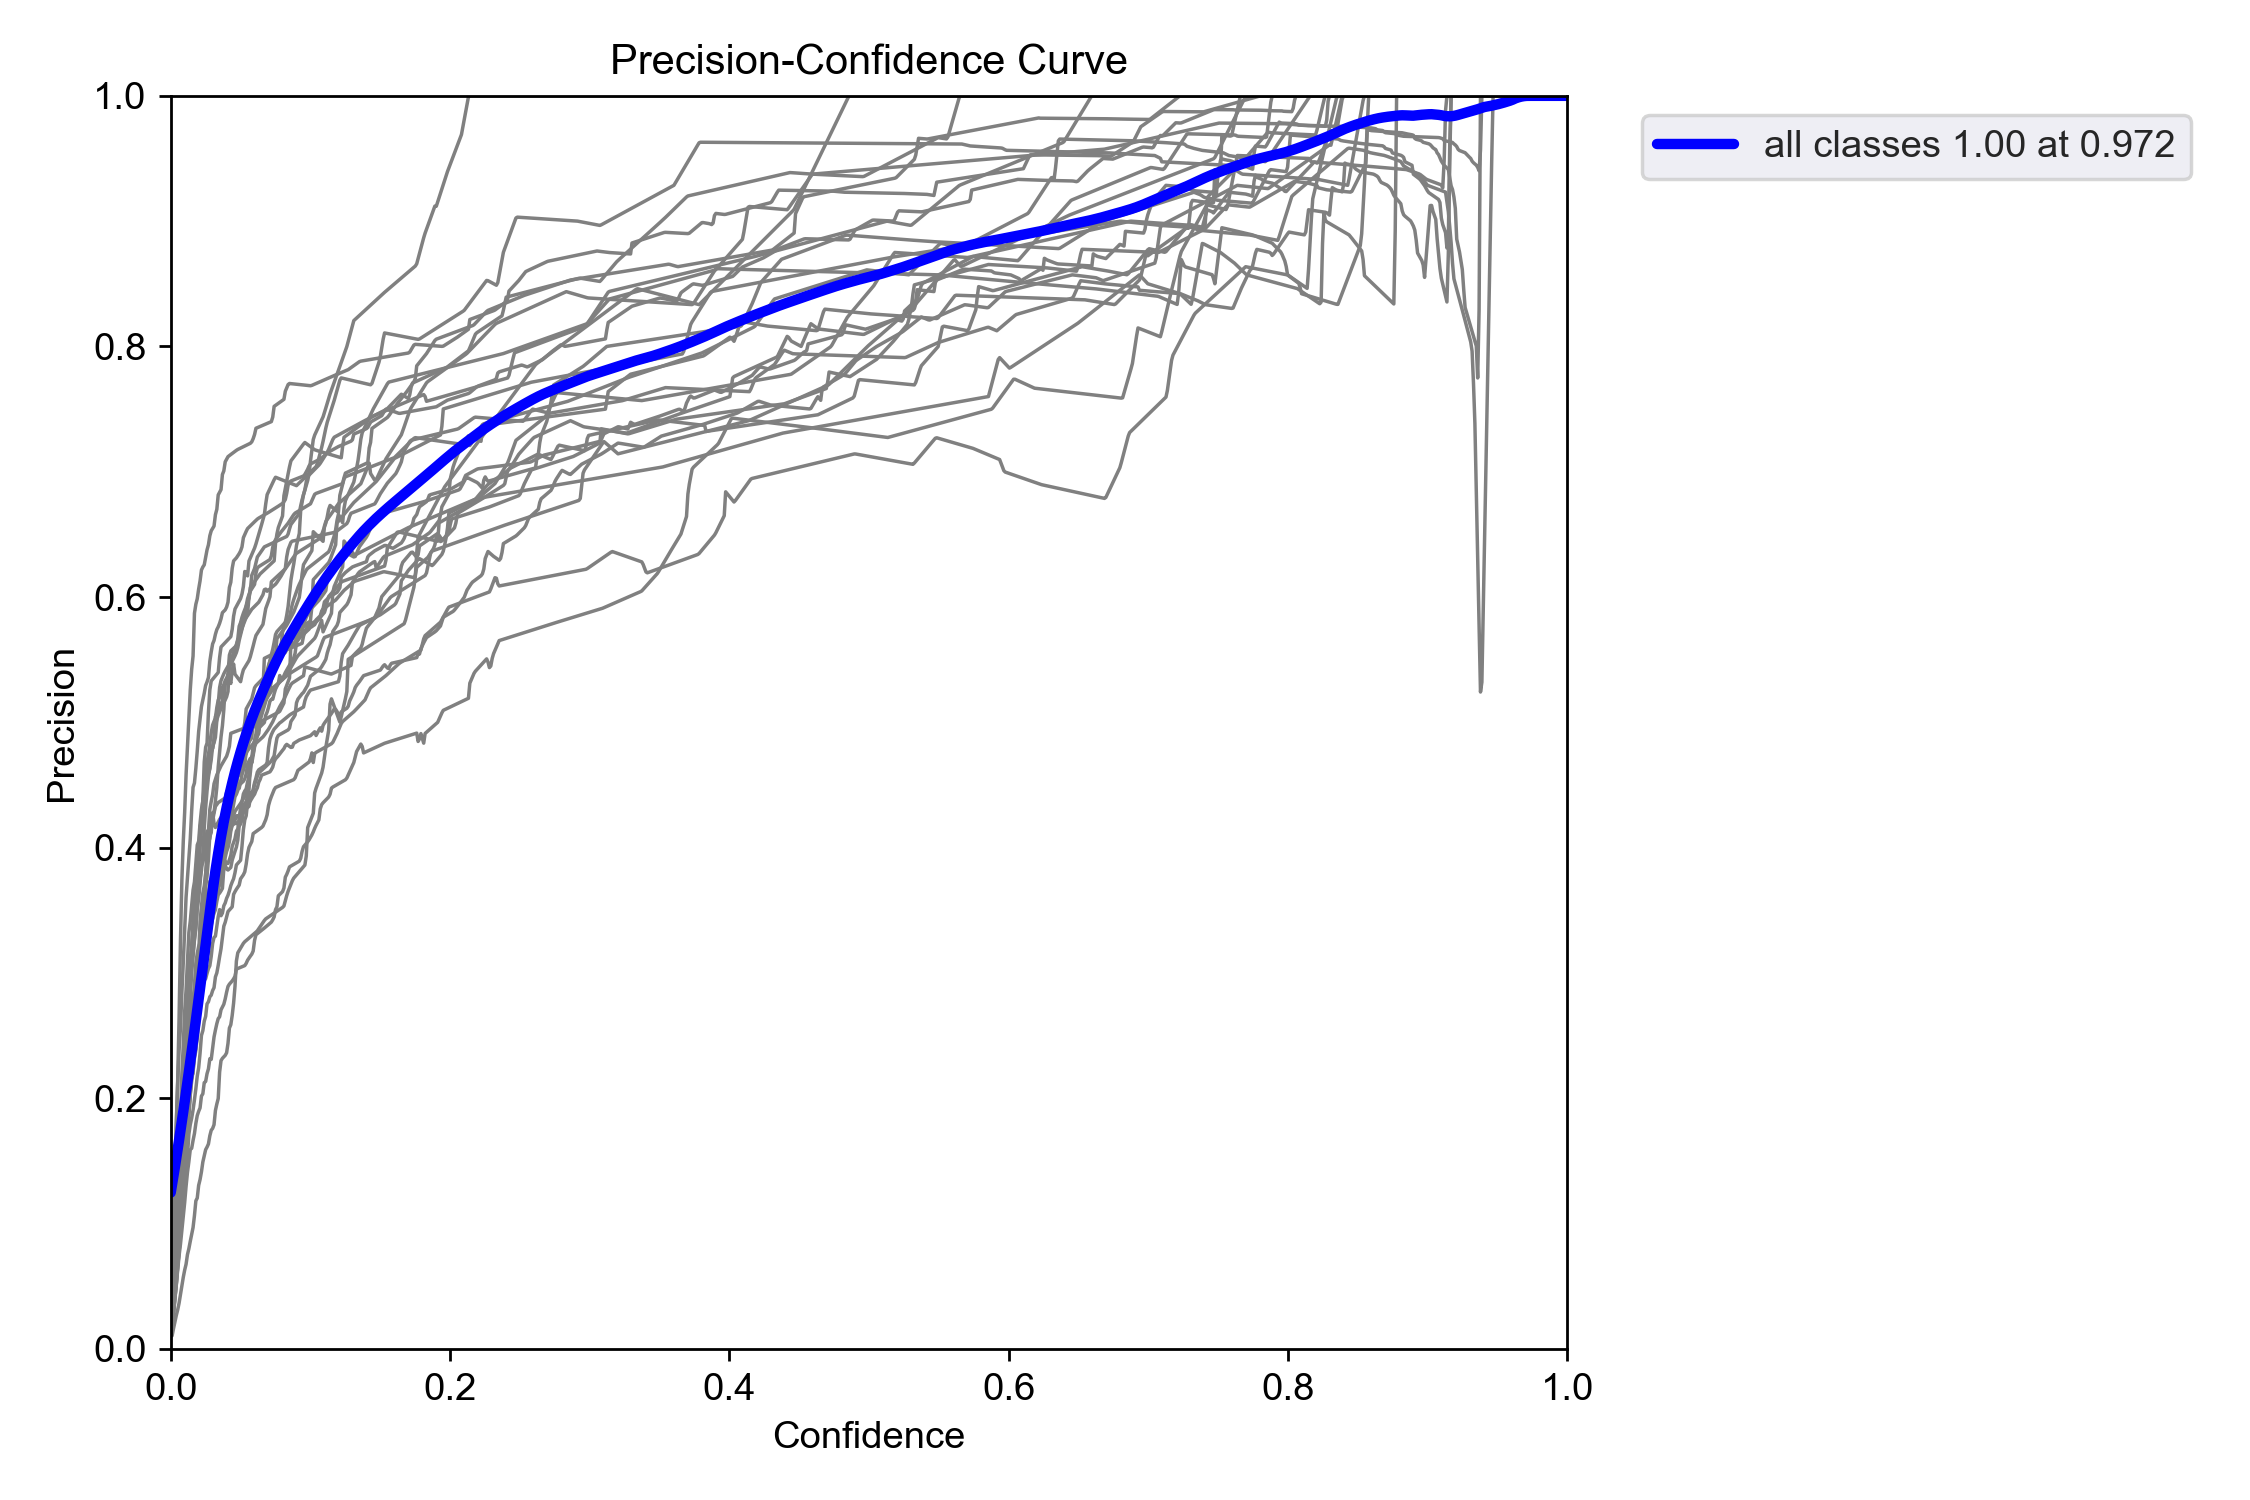 Precision-Confidence Curve
1.0
0.8
0.6
0.4
0.2
0.0
Precision
0.0 0.2 0.4 0.6 0.8 1.0
Confidence
all classes 1.00 at 0.972